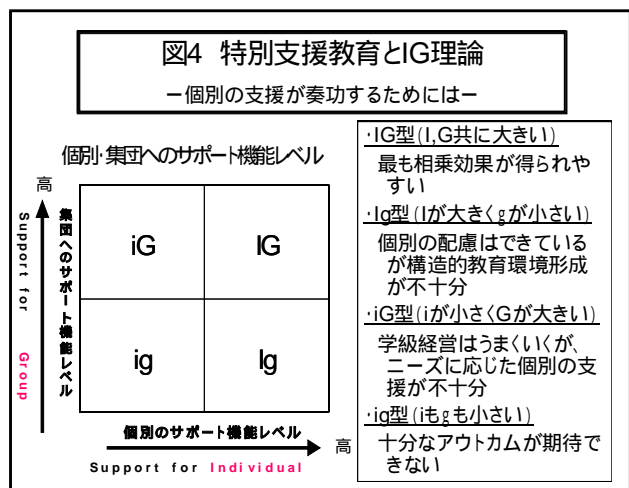 図4 特別支援教育とIG理論
－個別の支援が奏功するためには－
個別･集団へのサポート機能レベル
高
Support for Group
集団へのサポート機能レベル
iG
IG
ig
Ig
個別のサポート機能レベル
高
Support for Individual
･IG型(I,G共に大きい)
最も相乗効果が得られや
すい
･Ig型(Iが大きくgが小さい)
個別の配慮はできている
が構造的教育環境形成
が不十分
･iG型(iが小さくGが大きい)
学級経営はうまくいくが、
ニーズに応じた個別の支
援が不十分
･ig型(iもgも小さい)
十分なアウトカムが期待で
きない